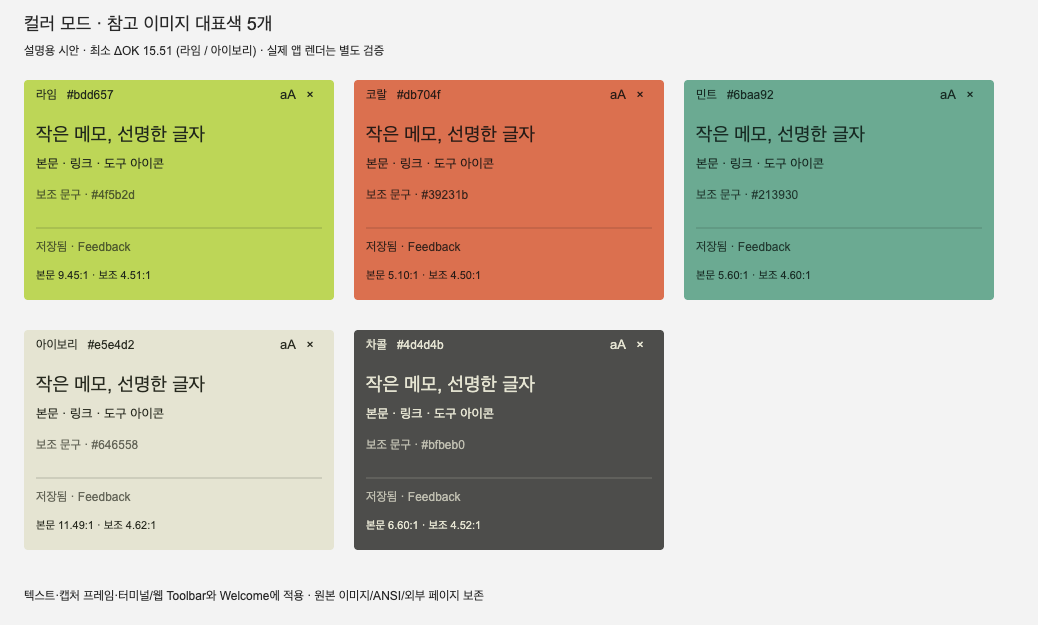 컬러 모드 · 참고 이미지 대표색 5개
설명용 시안 · 최소 ΔOK 15.51 (라임 / 아이보리) · 실제 앱 렌더는 별도 검증
라임 #bdd657 aA ×
작은 메모, 선명한 글자
본문 · 링크 · 도구 아이콘
보조 문구 · #4f5b2d
저장됨 · Feedback
본문 9.45:1 · 보조 4.51:1
코랄 #db704f aA ×
작은 메모, 선명한 글자
본문 · 링크 · 도구 아이콘
보조 문구 · #39231b
저장됨 · Feedback
본문 5.10:1 · 보조 4.50:1
민트 #6baa92 aA ×
작은 메모, 선명한 글자
본문 · 링크 · 도구 아이콘
보조 문구 · #213930
저장됨 · Feedback
본문 5.60:1 · 보조 4.60:1
아이보리 #e5e4d2 aA ×
작은 메모, 선명한 글자
본문 · 링크 · 도구 아이콘
보조 문구 · #646558
저장됨 · Feedback
본문 11.49:1 · 보조 4.62:1
차콜 #4d4d4b aA ×
작은 메모, 선명한 글자
본문 · 링크 · 도구 아이콘
보조 문구 · #bfbeb0
저장됨 · Feedback
본문 6.60:1 · 보조 4.52:1
텍스트·캡처 프레임·터미널/웹 Toolbar와 Welcome에 적용 · 원본 이미지/ANSI/외부 페이지 보존